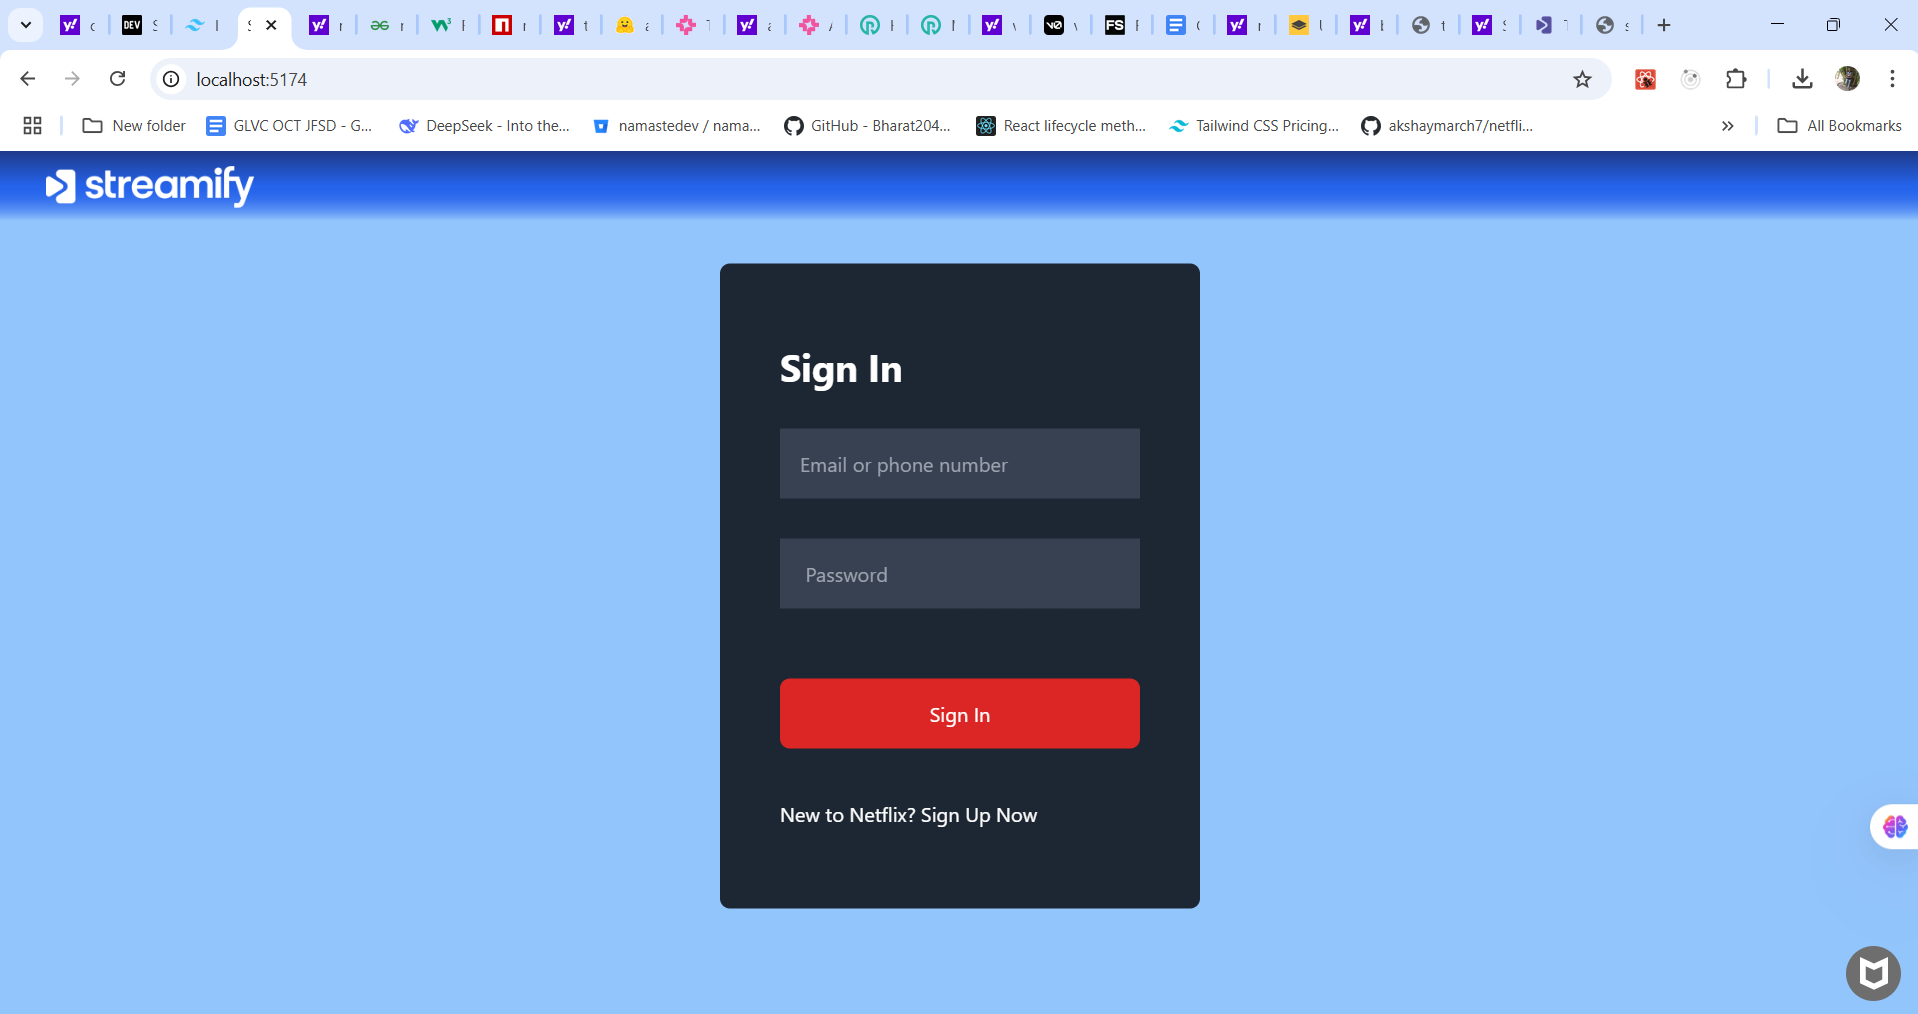 localhost:5174
New folder
GLVC OCT JFSD - G...
DeepSeek - Into the...
namastedev / nama...
GitHub - Bharat204...
React lifecycle meth...
Tailwind CSS Pricing...
akshaymarch7/netfli...
All Bookmarks
streamify
Sign In
Email or phone number
Password
Sign In
New to Netflix? Sign Up Now